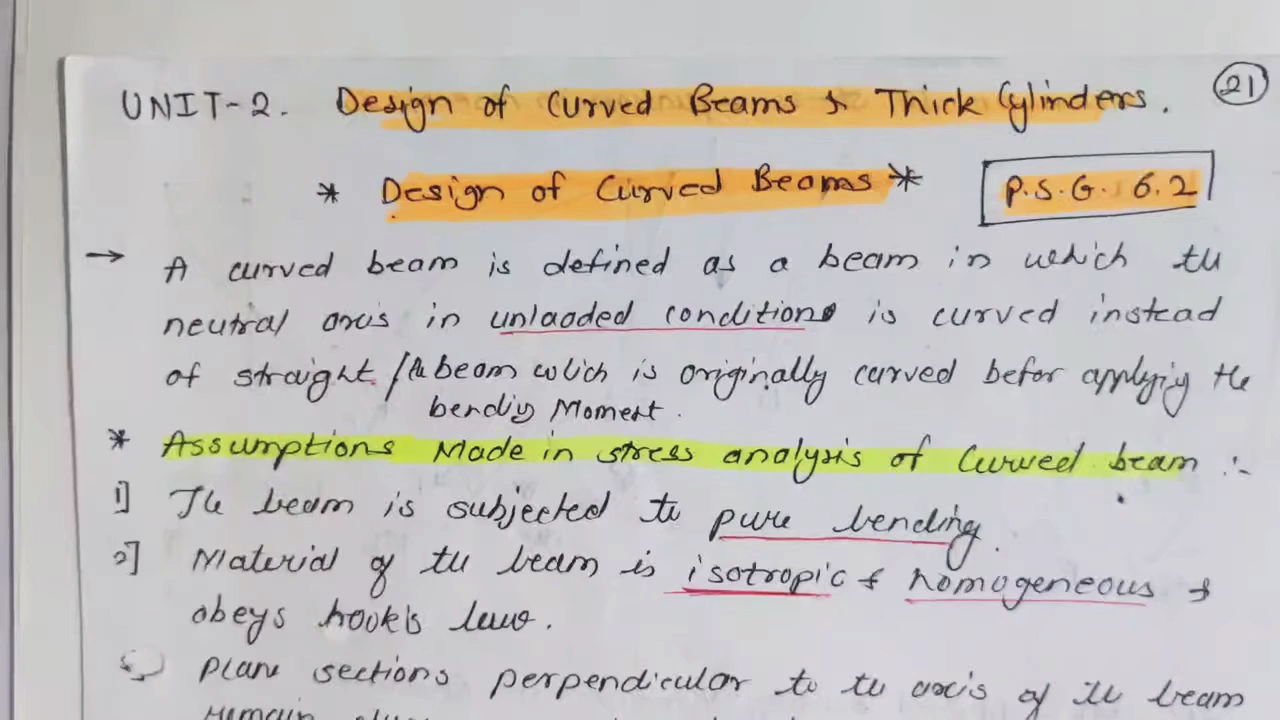 UNIT-2. Design of Curved Beams & Thick Cylinders. 21
* Design of Curved Beams * P.S.G. 6.2
→ A curved beam is defined as a beam in which the
neutral axis in unloaded condition is curved instead
of straight. / A beam which is originally curved befor applying the
bending Moment.
* Assumptions Made in stress analysis of Curved beam :-
1] The beam is subjected to pure bending.
2] Material of the beam is isotropic & homogeneous &
obeys hook's law.
Plane sections perpendicular to the axis of the beam
remain